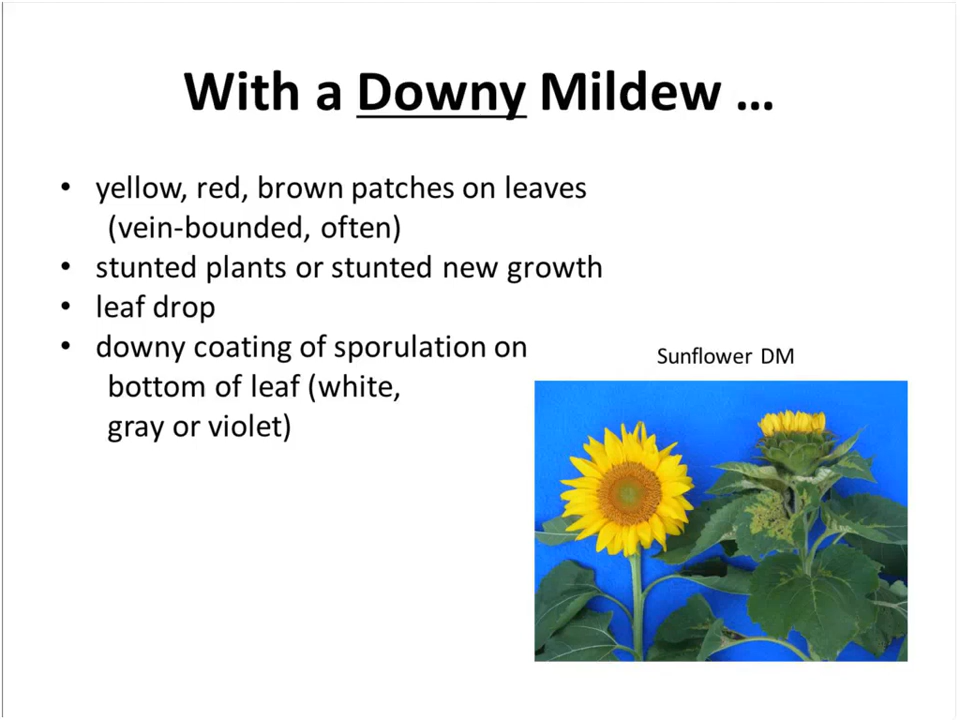 With a Downy Mildew ...
• yellow, red, brown patches on leaves
(vein-bounded, often)
• stunted plants or stunted new growth
• leaf drop
• downy coating of sporulation on
bottom of leaf (white,
gray or violet)
Sunflower DM